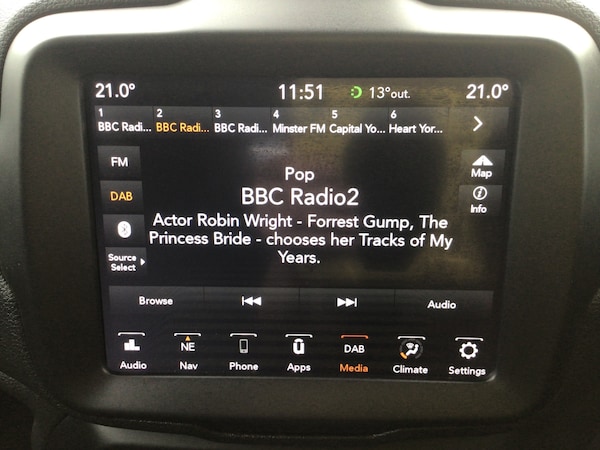 21.0°
11:51
13°out.
21.0°
1 2 3 4 5 6
BBC Radi... BBC Radi... BBC Radi... Minster FM Capital Yo... Heart Yor...
FM
DAB
Source
Select
Pop
BBC Radio2
Actor Robin Wright - Forrest Gump, The
Princess Bride - chooses her Tracks of My
Years.
Map
Info
Browse
Audio
NE
DAB
Audio Nav Phone Apps Media Climate Settings